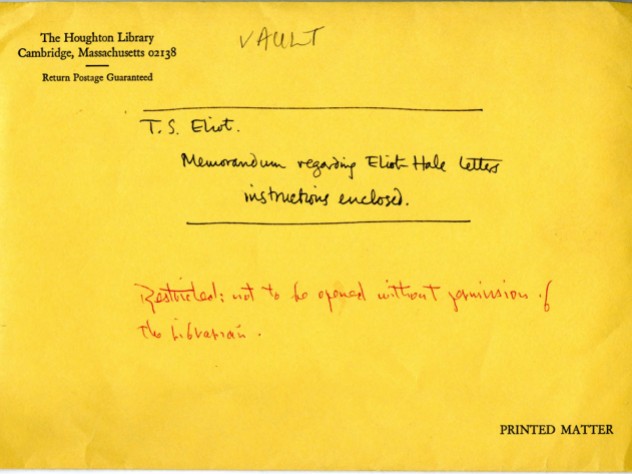 The Houghton Library
Cambridge, Massachusetts 02138
Return Postage Guaranteed
VAULT
T. S. Eliot.
Memorandum regarding Eliot-Hale letters
instructions enclosed.
Restricted: not to be opened without permission of
the Librarian.
PRINTED MATTER